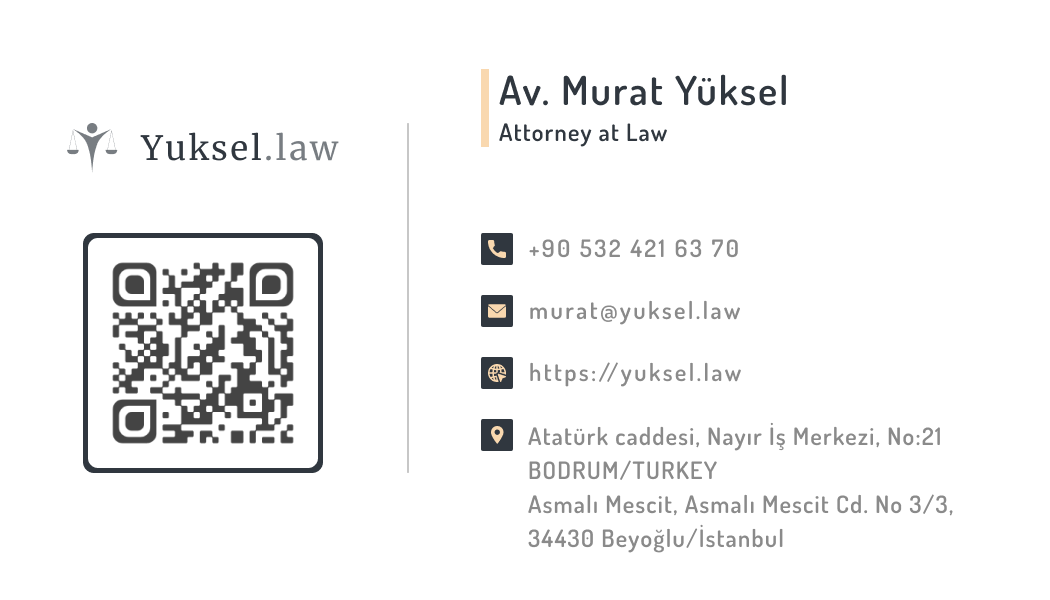 Yuksel.law
Av. Murat Yüksel
Attorney at Law
+90 532 421 63 70
murat@yuksel.law
https://yuksel.law
Atatürk caddesi, Nayır İş Merkezi, No:21
BODRUM/TURKEY
Asmalı Mescit, Asmalı Mescit Cd. No 3/3,
34430 Beyoğlu/İstanbul